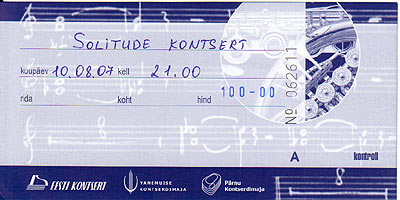 SOLITUDE KONTSERT
kuupäev 10.08.07 kell 21.00
rida koht hind 100-00
Nº 062611
A kontroll
EESTI KONTSERT
VANEMUISE KONTSERDIMAJA
Pärnu Kontserdimaja